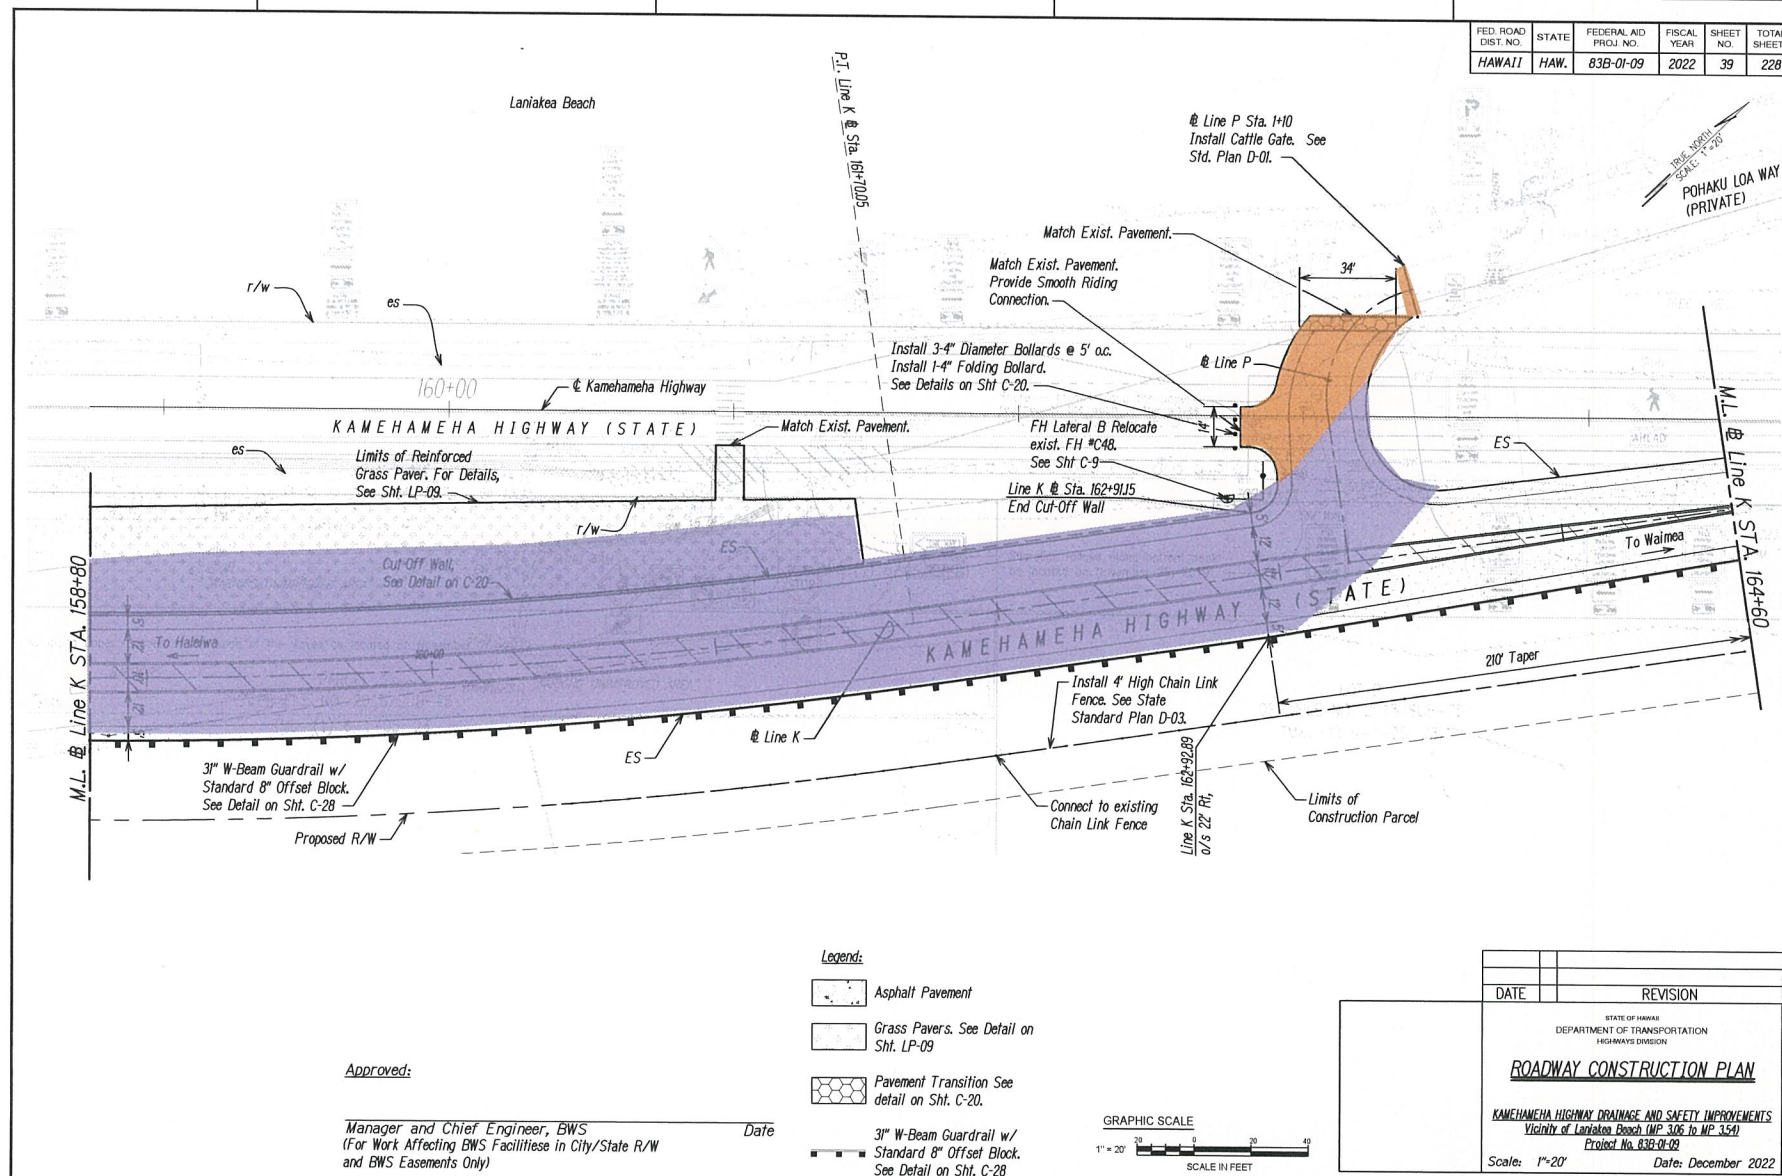 FED. ROAD DIST. NO.
STATE
FEDERAL AID PROJ. NO.
FISCAL YEAR
SHEET NO.
HAWAII
HAW.
83B-01-09
2022
39
228
Laniakea Beach
P.T. Line K ℄ Sta. 161+70.05
℄ Line P Sta. 1+10
Install Cattle Gate. See
Std. Plan D-01.
TRUE NORTH
SCALE: 1"=20'
POHAKU LOA WAY
(PRIVATE)
Match Exist. Pavement.
34'
Match Exist. Pavement.
Provide Smooth Riding
Connection.
r/w
es
Install 3-4" Diameter Bollards @ 5' o.c.
Install 1-4" Folding Bollard.
See Details on Sht C-20.
℄ Line P
160+00
℄ Kamehameha Highway
KAMEHAMEHA HIGHWAY (STATE)
Match Exist. Pavement.
14'
FH Lateral B Relocate
exist. FH #C48.
See Sht C-9
AHEAD
ES
es
Limits of Reinforced
Grass Paver. For Details,
See Sht. LP-09.
Line K ℄ Sta. 162+91.15
End Cut-Off Wall
r/w
ES
Cut-Off Wall,
See Detail on C-20
To Waimea
KAMEHAMEHA HIGHWAY (STATE)
To Haleiwa
160+00
5'
12'
12'
5'
M.L. ℄ Line K STA. 158+80
M.L. ℄ Line K STA. 164+60
210' Taper
Install 4' High Chain Link
Fence. See State
Standard Plan D-03.
℄ Line K
ES
31" W-Beam Guardrail w/
Standard 8" Offset Block.
See Detail on Sht. C-28
Proposed R/W
Connect to existing
Chain Link Fence
Line K Sta. 162+92.89
o/s 22' Rt,
Limits of
Construction Parcel
Legend:
Asphalt Pavement
Grass Pavers. See Detail on
Sht. LP-09
Pavement Transition See
detail on Sht. C-20.
31" W-Beam Guardrail w/
Standard 8" Offset Block.
See Detail on Sht. C-28
Approved:
Manager and Chief Engineer, BWS Date
(For Work Affecting BWS Facilitiese in City/State R/W
and BWS Easements Only)
GRAPHIC SCALE
1" = 20'
20 0 20 40
SCALE IN FEET
DATE REVISION
STATE OF HAWAII
DEPARTMENT OF TRANSPORTATION
HIGHWAYS DIVISION
ROADWAY CONSTRUCTION PLAN
KAMEHAMEHA HIGHWAY DRAINAGE AND SAFETY IMPROVEMENTS
Vicinity of Laniakea Beach (MP 3.06 to MP 3.54)
Project No. 83B-01-09
Scale: 1"=20' Date: December 2022